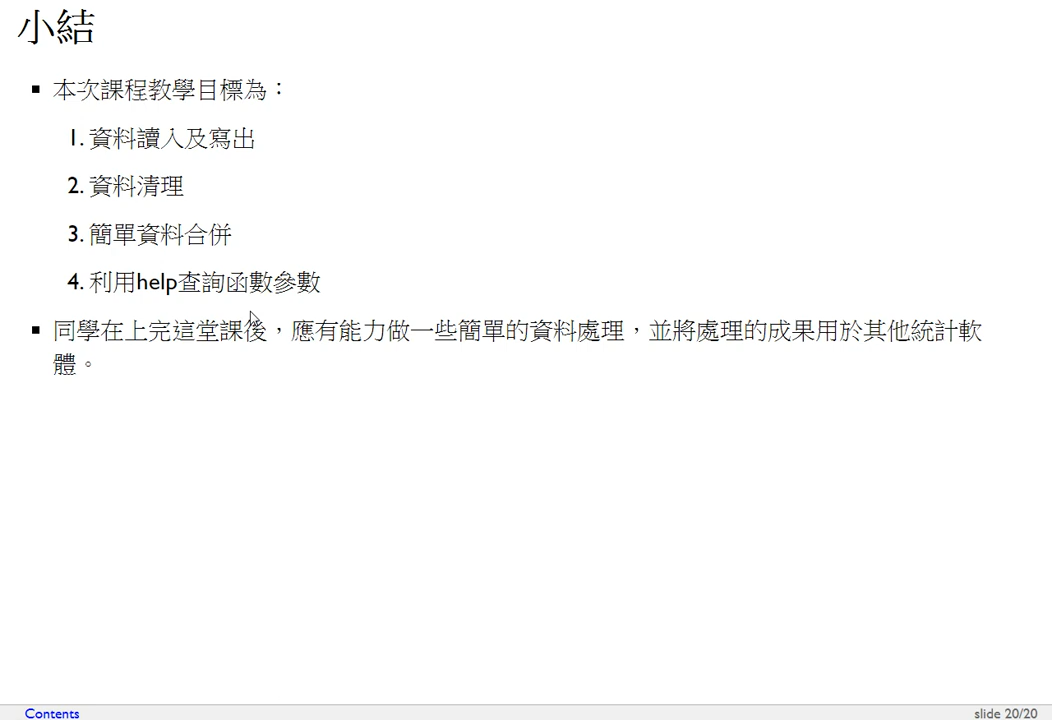 小結
▪ 本次課程教學目標為：
1. 資料讀入及寫出
2. 資料清理
3. 簡單資料合併
4. 利用help查詢函數參數
▪ 同學在上完這堂課後，應有能力做一些簡單的資料處理，並將處理的成果用於其他統計軟
體。
Contents
slide 20/20